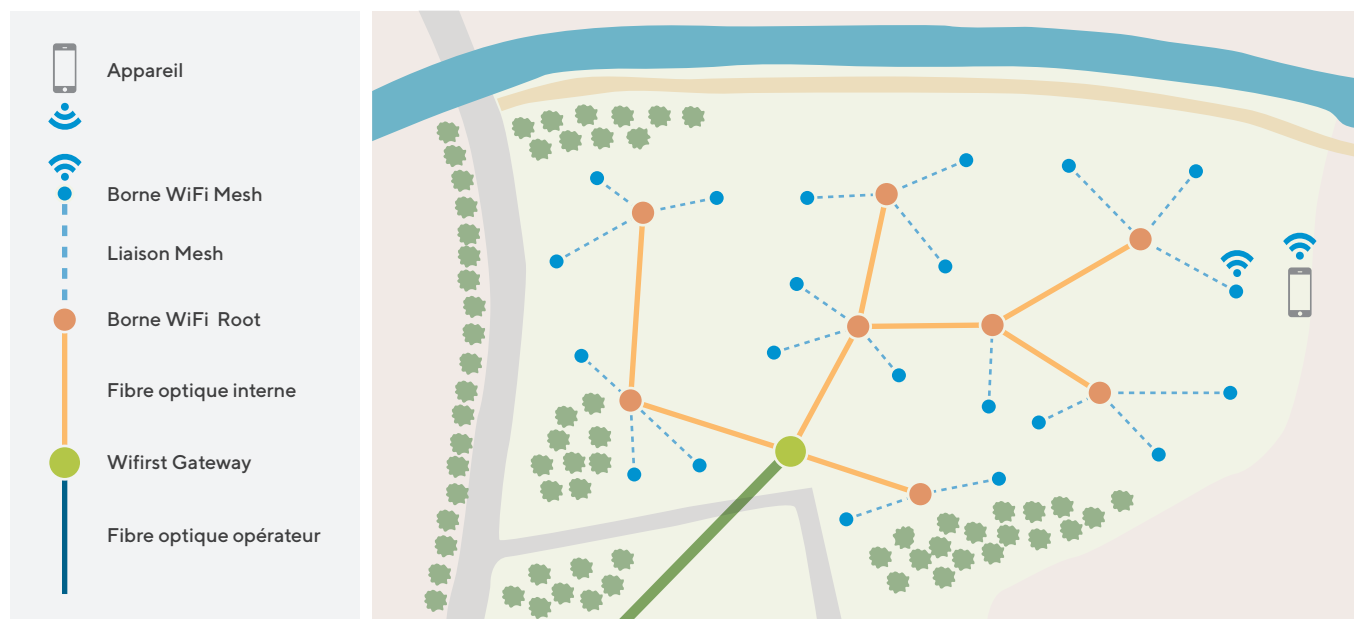 Appareil
Borne WiFi Mesh
Liaison Mesh
Borne WiFi Root
Fibre optique interne
Wifirst Gateway
Fibre optique opérateur